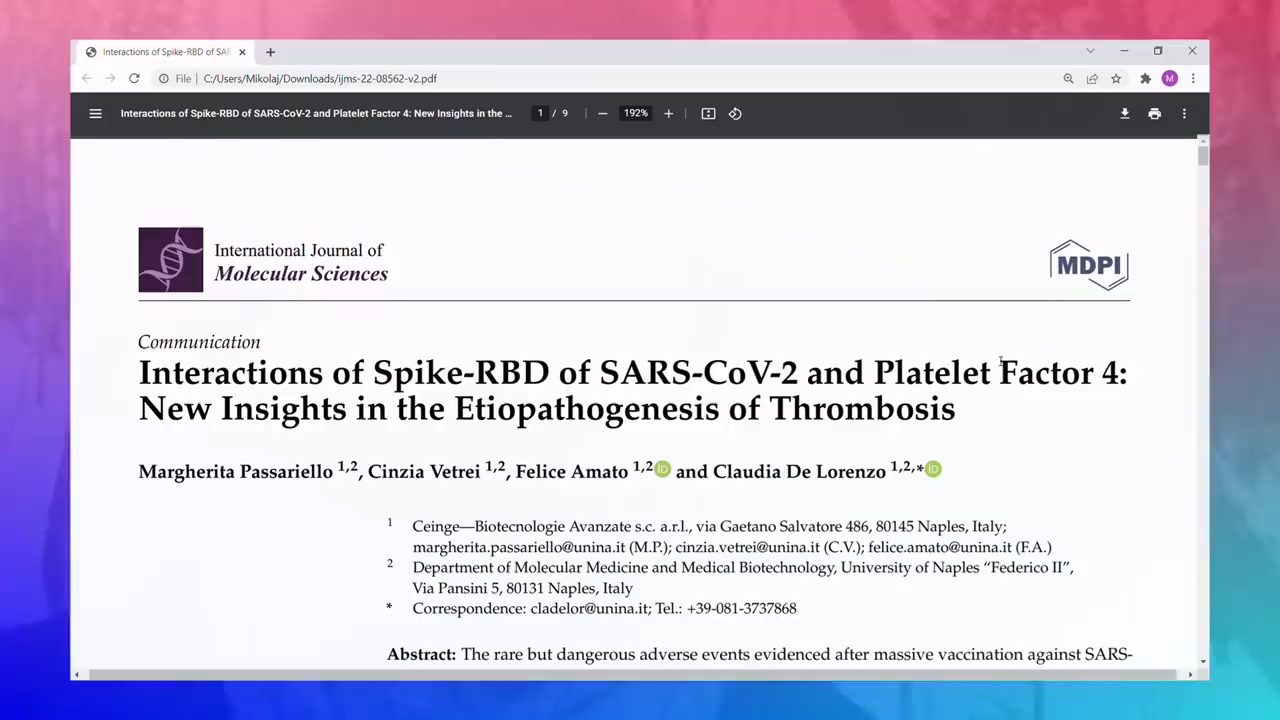 Interactions of Spike-RBD of SAR
File | C:/Users/Mikolaj/Downloads/ijms-22-08562-v2.pdf
M
Interactions of Spike-RBD of SARS-CoV-2 and Platelet Factor 4: New Insights in the ...
1 / 9
192%
International Journal of
Molecular Sciences
MDPI
Communication
Interactions of Spike-RBD of SARS-CoV-2 and Platelet Factor 4:
New Insights in the Etiopathogenesis of Thrombosis
Margherita Passariello 1,2, Cinzia Vetrei 1,2, Felice Amato 1,2 iD and Claudia De Lorenzo 1,2,* iD
1 Ceinge—Biotecnologie Avanzate s.c. a.r.l., via Gaetano Salvatore 486, 80145 Naples, Italy;
margherita.passariello@unina.it (M.P.); cinzia.vetrei@unina.it (C.V.); felice.amato@unina.it (F.A.)
2 Department of Molecular Medicine and Medical Biotechnology, University of Naples “Federico II”,
Via Pansini 5, 80131 Naples, Italy
* Correspondence: cladelor@unina.it; Tel.: +39-081-3737868
Abstract: The rare but dangerous adverse events evidenced after massive vaccination against SARS-